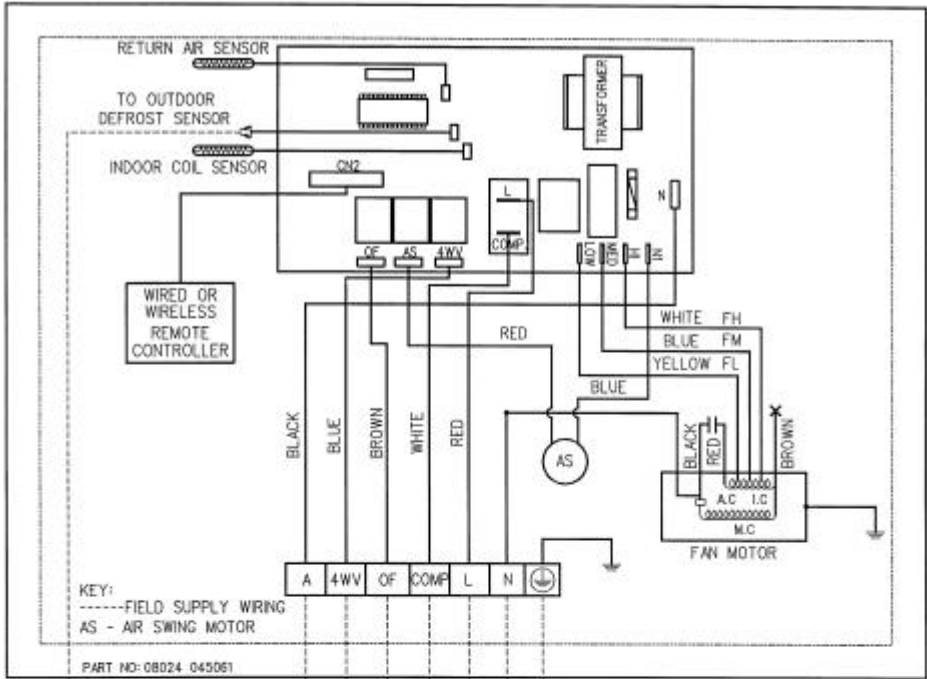 RETURN AIR SENSOR
TO OUTDOOR
DEFROST SENSOR
INDOOR COIL SENSOR
CN2
TRANSFORMER
L
N
COMP.
OF
AS
4WV
LOW
MED
HI
N1
WIRED OR
WIRELESS
REMOTE
CONTROLLER
RED
WHITE FH
BLUE FM
YELLOW FL
BLUE
BLACK
BLUE
BROWN
WHITE
RED
AS
BLACK
RED
BROWN
A.C
I.C
M.C
FAN MOTOR
A
4WV
OF
COMP
L
N
KEY:
------FIELD SUPPLY WIRING
AS - AIR SWING MOTOR
PART NO: 08024 045061